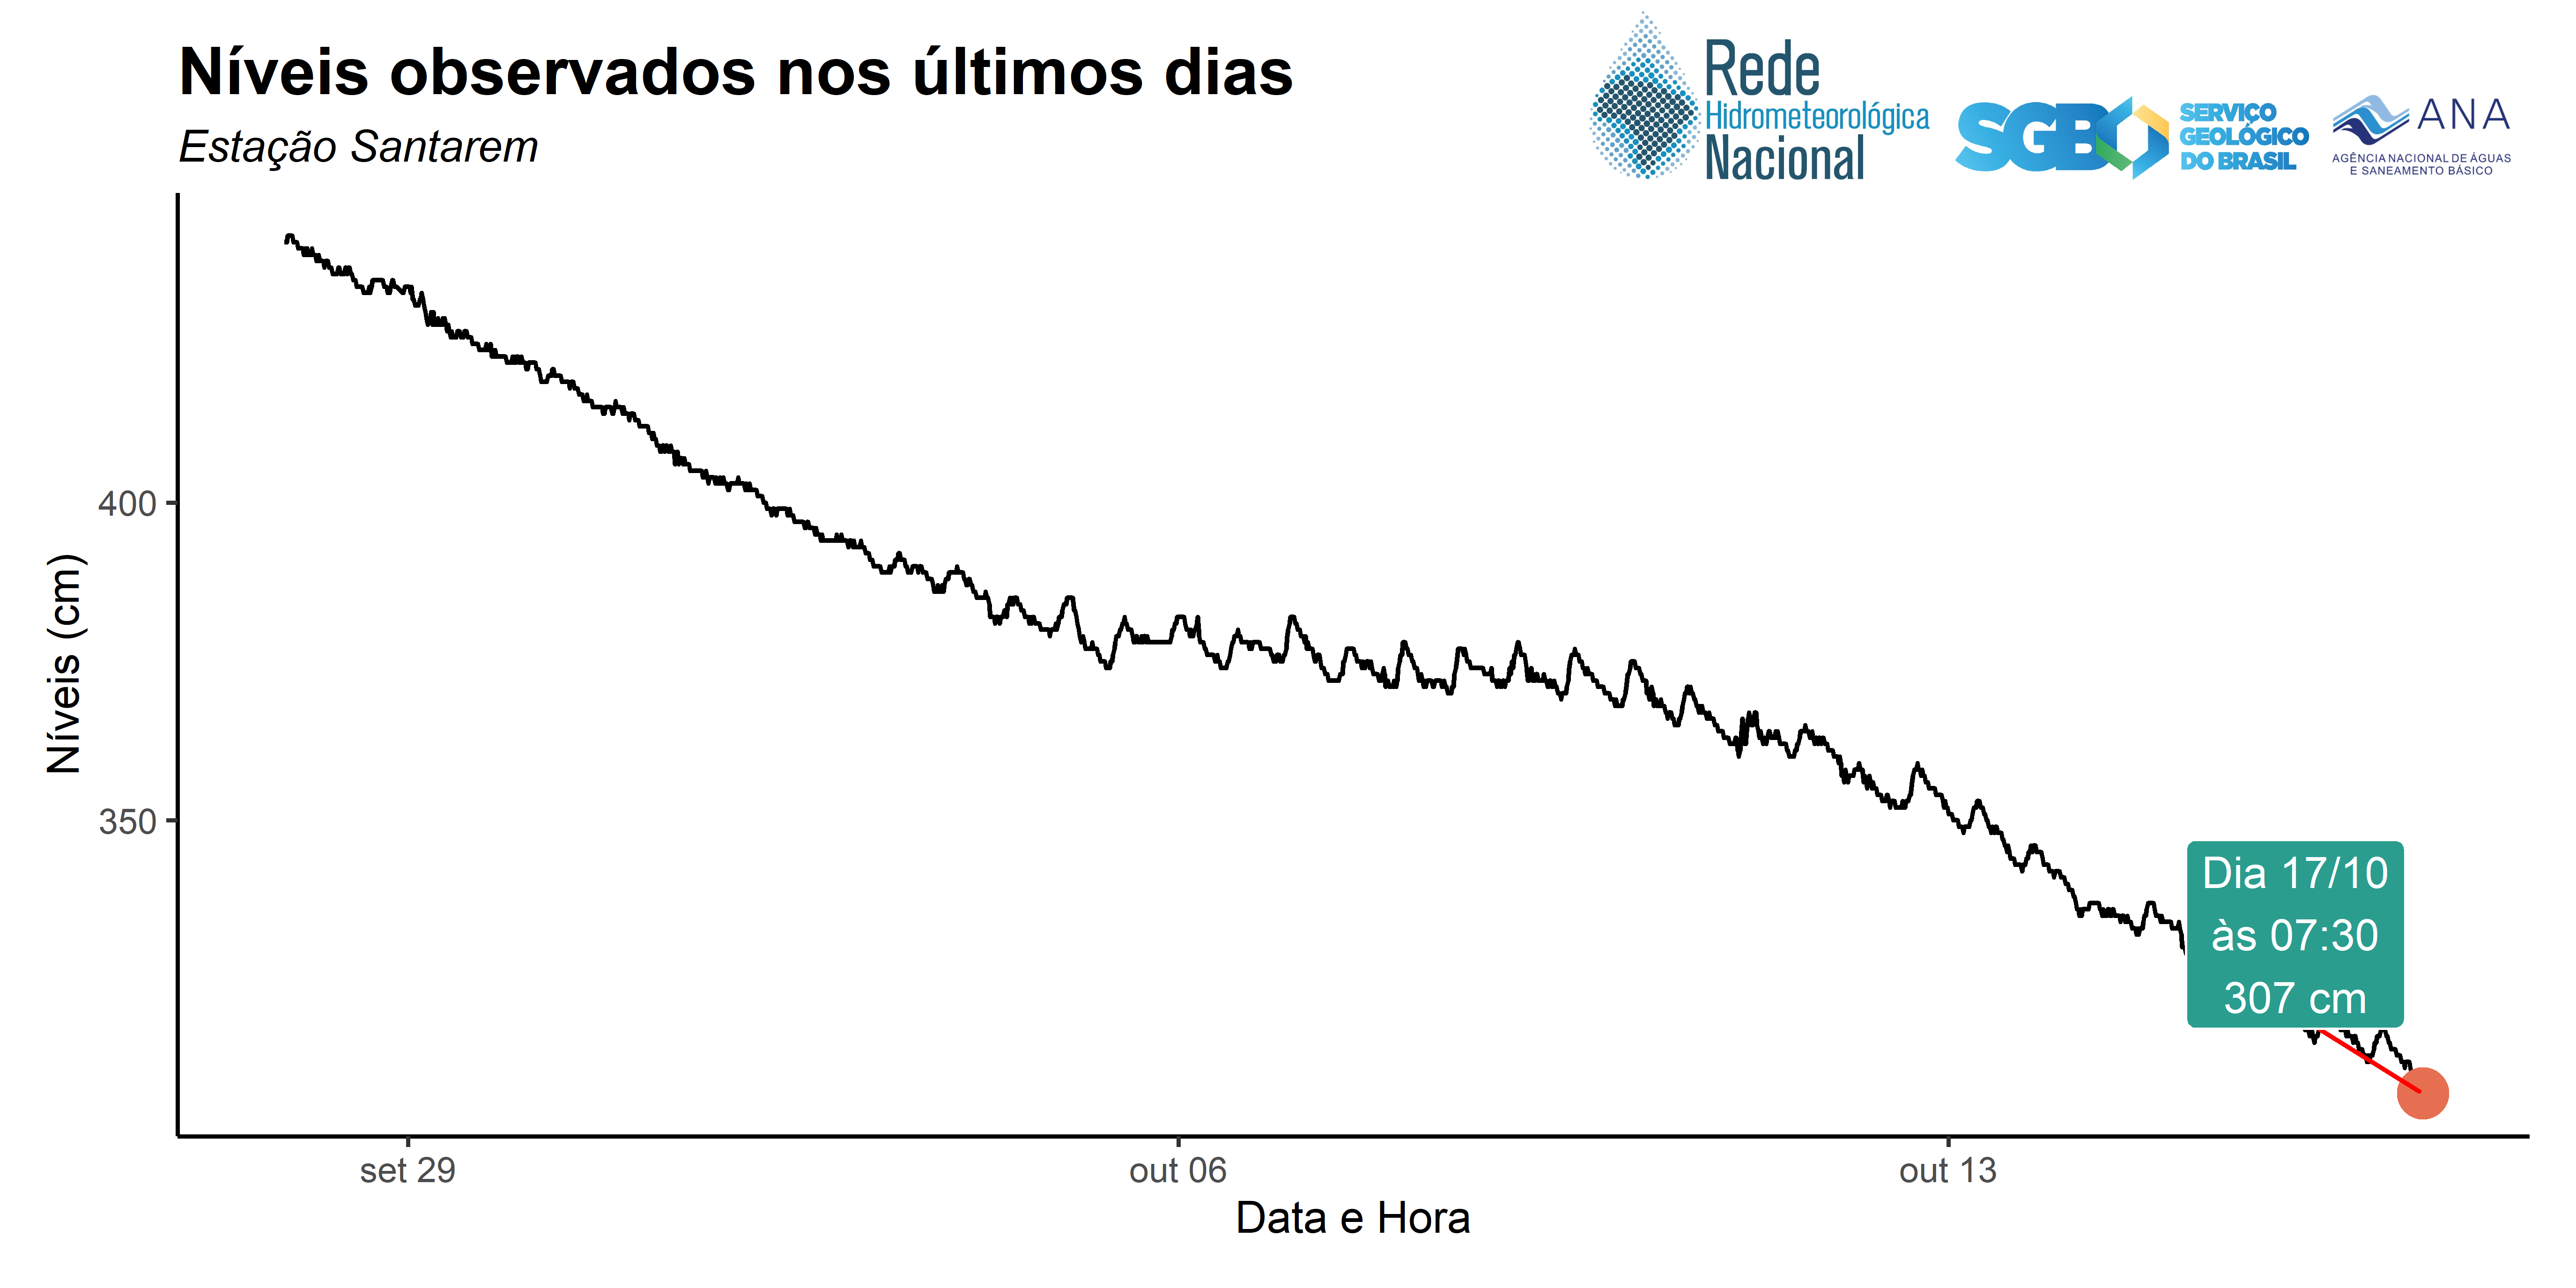 Níveis observados nos últimos dias
Estação Santarem
Rede
Hidrometeorológica
Nacional
SGB
SERVIÇO
GEOLÓGICO
DO BRASIL
ANA
AGÊNCIA NACIONAL DE ÁGUAS
E SANEAMENTO BÁSICO
Níveis (cm)
400
350
Dia 17/10
às 07:30
307 cm
set 29
out 06
out 13
Data e Hora